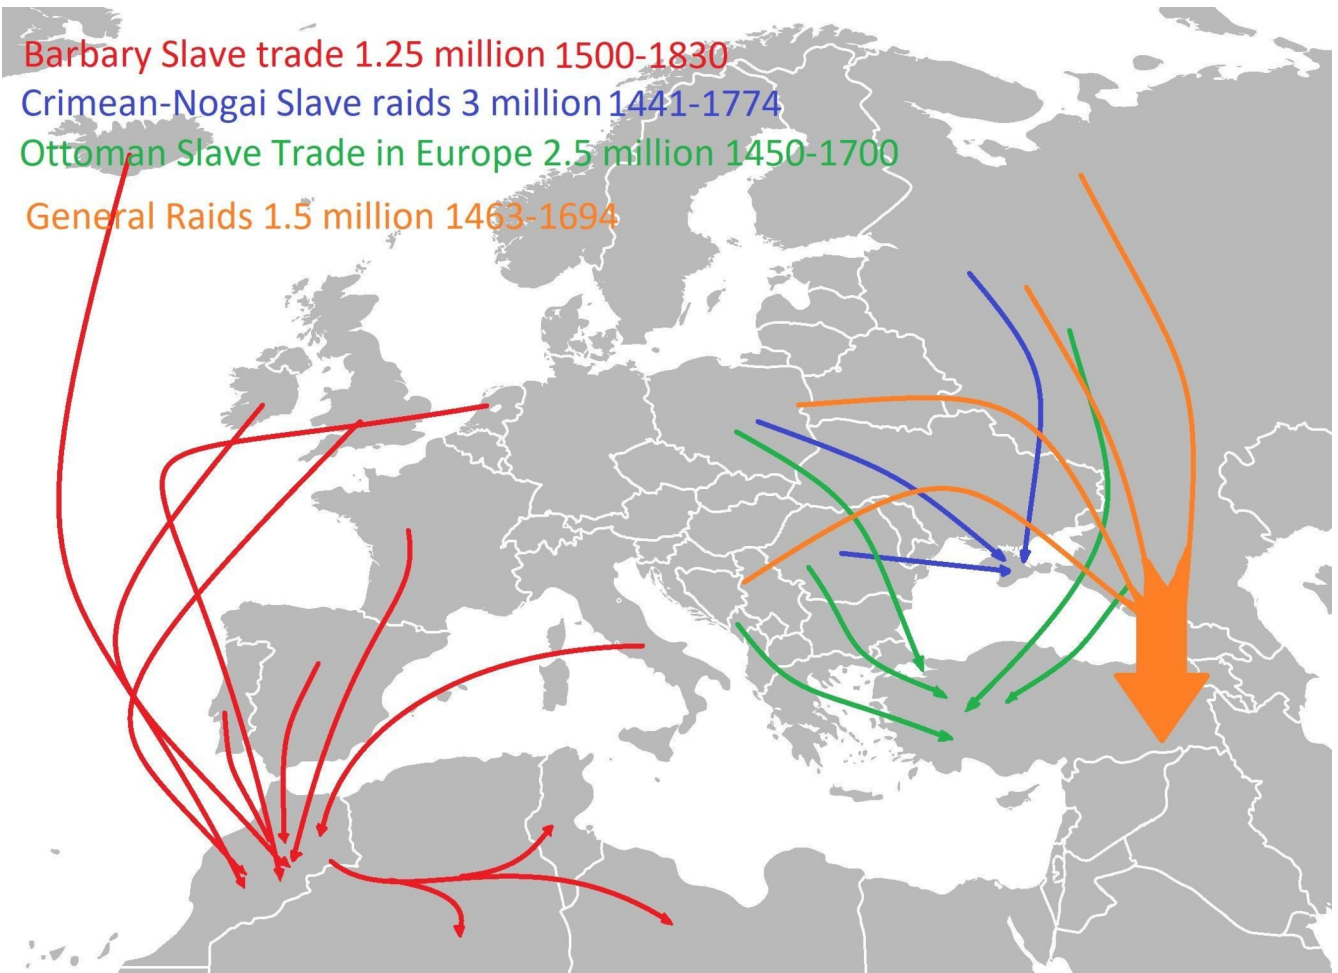 Barbary Slave trade 1.25 million 1500-1830
Crimean-Nogai Slave raids 3 million 1441-1774
Ottoman Slave Trade in Europe 2.5 million 1450-1700
General Raids 1.5 million 1463-1694